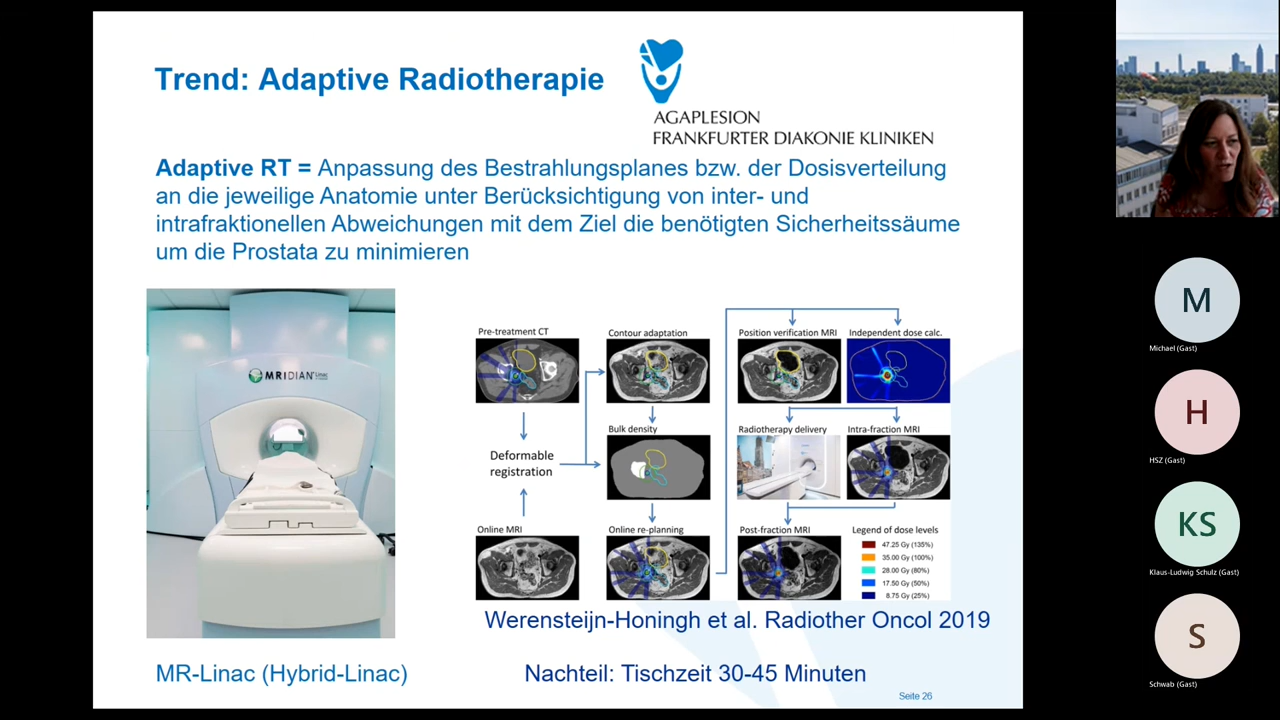 Trend: Adaptive Radiotherapie
AGAPLESION
FRANKFURTER DIAKONIE KLINIKEN
Adaptive RT = Anpassung des Bestrahlungsplanes bzw. der Dosisverteilung
an die jeweilige Anatomie unter Berücksichtigung von inter- und
intrafraktionellen Abweichungen mit dem Ziel die benötigten Sicherheitssäume
um die Prostata zu minimieren
MRIDIAN Linac
Pre-treatment CT
Contour adaptation
Position verification MRI
Independent dose calc.
Deformable
registration
Bulk density
Radiotherapy delivery
Intra-fraction MRI
Online MRI
Online re-planning
Post-fraction MRI
Legend of dose levels
47.25 Gy (135%)
35.00 Gy (100%)
28.00 Gy (80%)
17.50 Gy (50%)
8.75 Gy (25%)
Werensteijn-Honingh et al. Radiother Oncol 2019
MR-Linac (Hybrid-Linac)
Nachteil: Tischzeit 30-45 Minuten
Seite 26
M
Michael (Gast)
H
HSZ (Gast)
KS
Klaus-Ludwig Schulz (Gast)
S
Schwab (Gast)